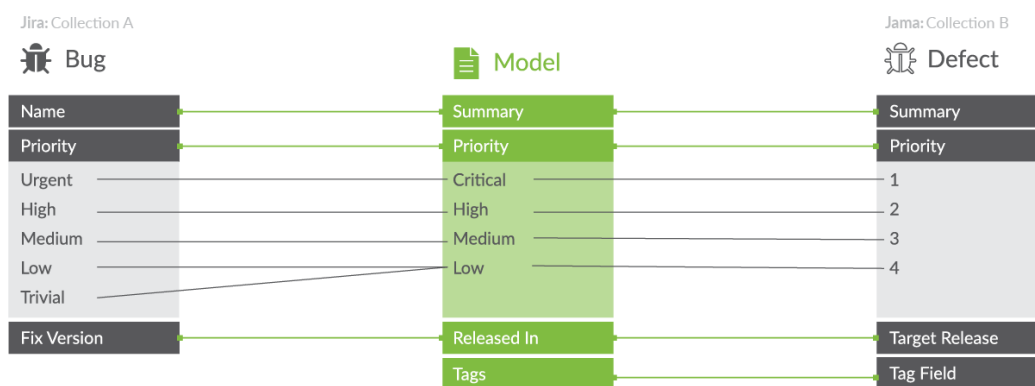 Jira: Collection A
Bug
Name
Priority
Urgent
High
Medium
Low
Trivial
Fix Version
Model
Summary
Priority
Critical
High
Medium
Low
Released In
Tags
Jama: Collection B
Defect
Summary
Priority
1
2
3
4
Target Release
Tag Field